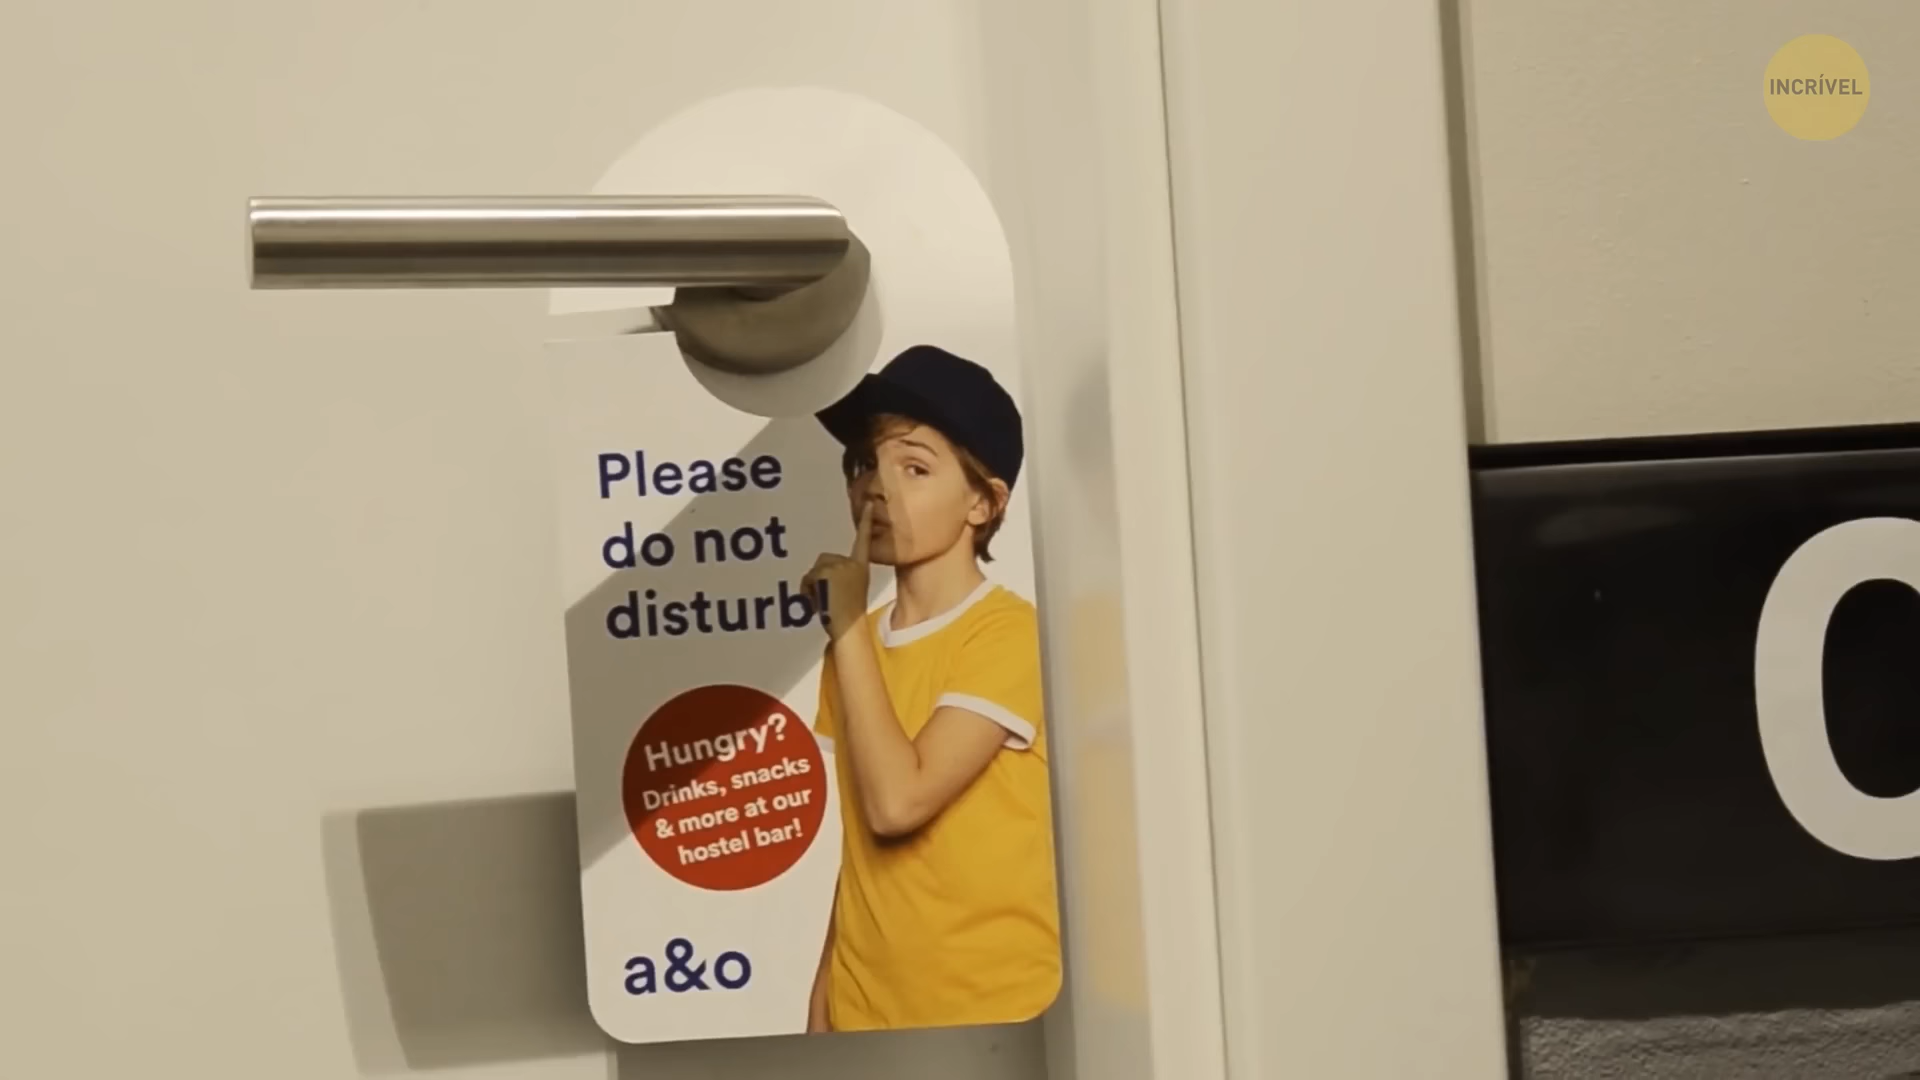 INCRÍVEL
Please
do not
disturb!
Hungry?
Drinks, snacks
& more at our
hostel bar!
a&o